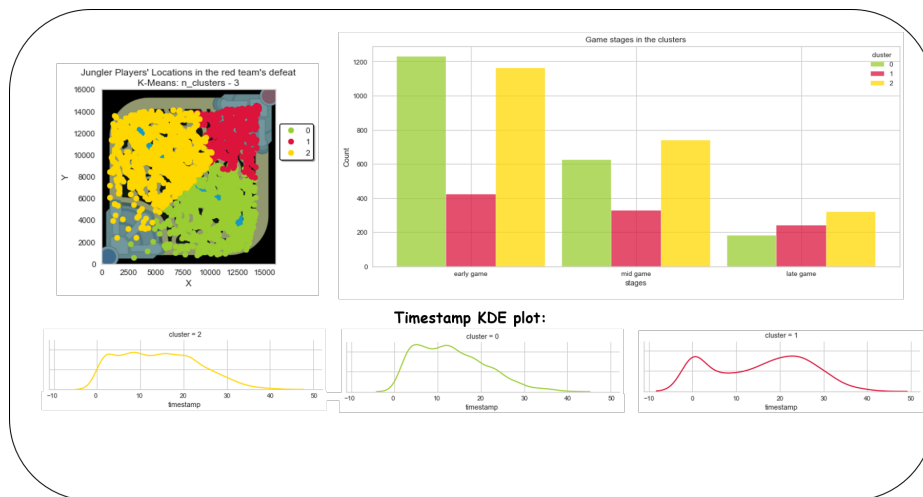 Game stages in the clusters
cluster
0
1
2
1200
1000
800
600
400
200
0
Count
early game
mid game
late game
stages
Jungler Players' Locations in the red team's defeat
K-Means: n_clusters - 3
16000
14000
12000
10000
8000
6000
4000
2000
0
Y
0 2500 5000 7500 10000 12500 15000
X
0
1
2
Timestamp KDE plot:
cluster = 2
−10 0 10 20 30 40 50
timestamp
cluster = 0
−10 0 10 20 30 40 50
timestamp
cluster = 1
−10 0 10 20 30 40 50
timestamp